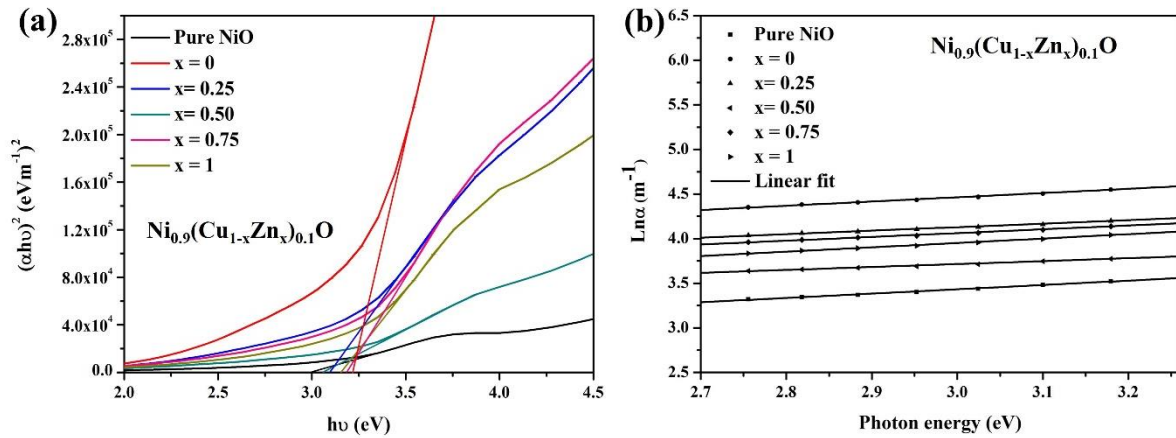 (a)
Pure NiO
x = 0
x= 0.25
x= 0.50
x= 0.75
x = 1
Ni0.9(Cu1-xZnx)0.1O
(αhυ)2 (eVm-1)2
2.8x10^5
2.4x10^5
2.0x10^5
1.6x10^5
1.2x10^5
8.0x10^4
4.0x10^4
0.0
2.0 2.5 3.0 3.5 4.0 4.5
hυ (eV)
(b)
Pure NiO
x = 0
x= 0.25
x= 0.50
x= 0.75
x = 1
Linear fit
Ni0.9(Cu1-xZnx)0.1O
Lnα (m-1)
6.5
6.0
5.5
5.0
4.5
4.0
3.5
3.0
2.5
2.7 2.8 2.9 3.0 3.1 3.2
Photon energy (eV)